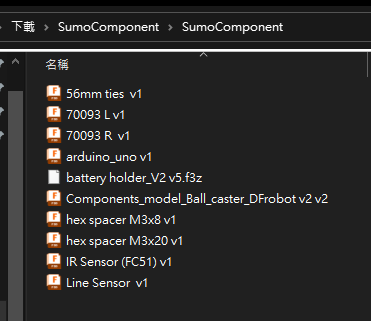 下載 > SumoComponent > SumoComponent
名稱
56mm ties v1
70093 L v1
70093 R v1
arduino_uno v1
battery holder_V2 v5.f3z
Components_model_Ball_caster_DFrobot v2 v2
hex spacer M3x8 v1
hex spacer M3x20 v1
IR Sensor (FC51) v1
Line Sensor v1